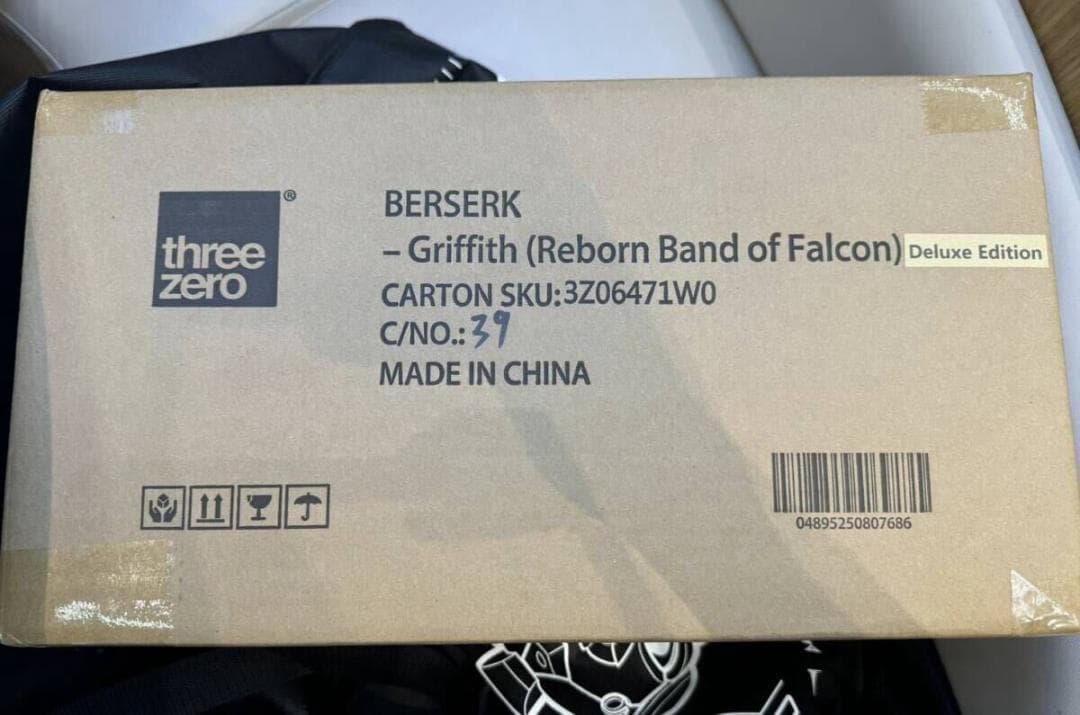 three
zero
®
BERSERK
– Griffith (Reborn Band of Falcon) Deluxe Edition
CARTON SKU:3Z06471W0
C/NO.: 39
MADE IN CHINA
04895250807686